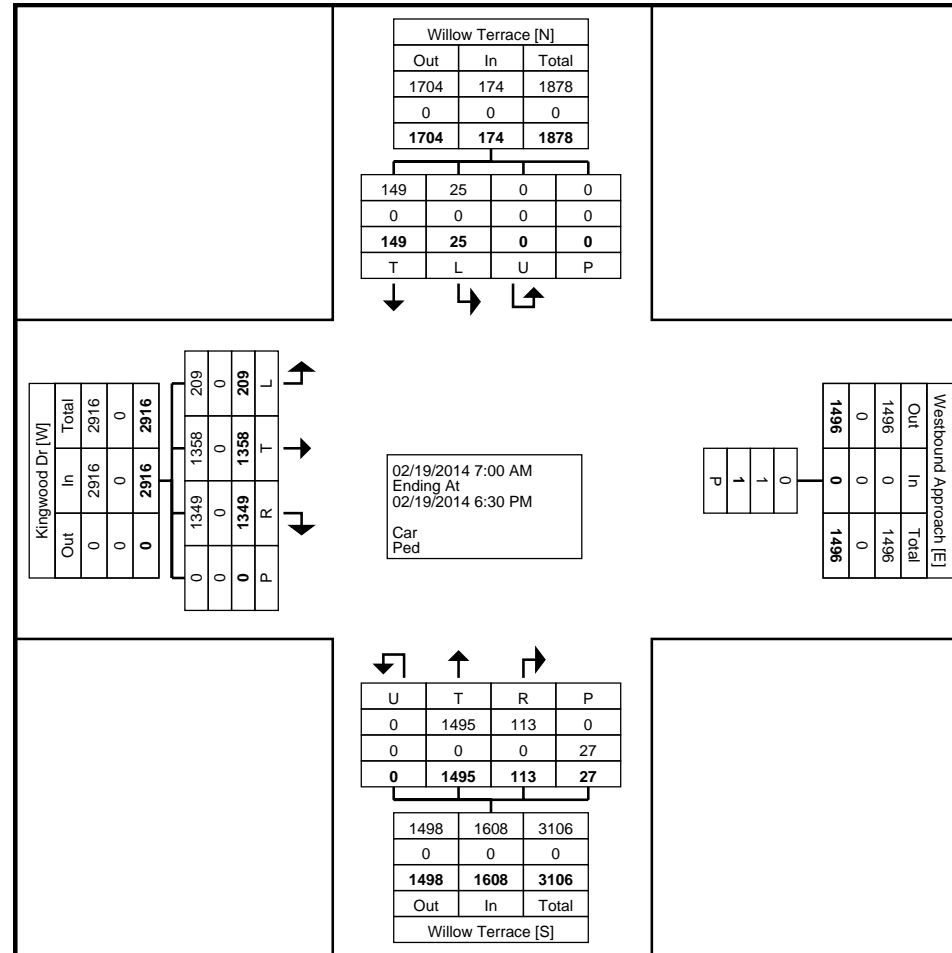 Willow Terrace [N]
Out In Total
1704 174 1878
0 0 0
1704 174 1878
149 25 0 0
0 0 0 0
149 25 0 0
T L U P
Kingwood Dr [W]
Total In Out
2916 2916 0
0 0 0
2916 2916 0
209 1358 1349 0
0 0 0 0
209 1358 1349 0
L T R P
02/19/2014 7:00 AM
Ending At
02/19/2014 6:30 PM
Car
Ped
0
1
1
P
Westbound Approach [E]
Out In Total
1496 0 1496
0 0 0
1496 0 1496
U T R P
0 1495 113 0
0 0 0 27
0 1495 113 27
1498 1608 3106
0 0 0
1498 1608 3106
Out In Total
Willow Terrace [S]